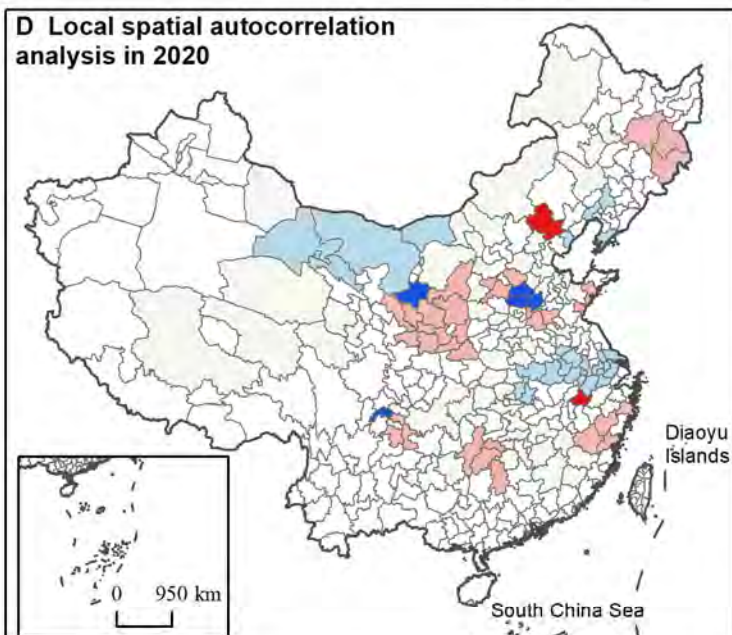 D Local spatial autocorrelation
analysis in 2020
Diaoyu
Islands
0 950 km
South China Sea